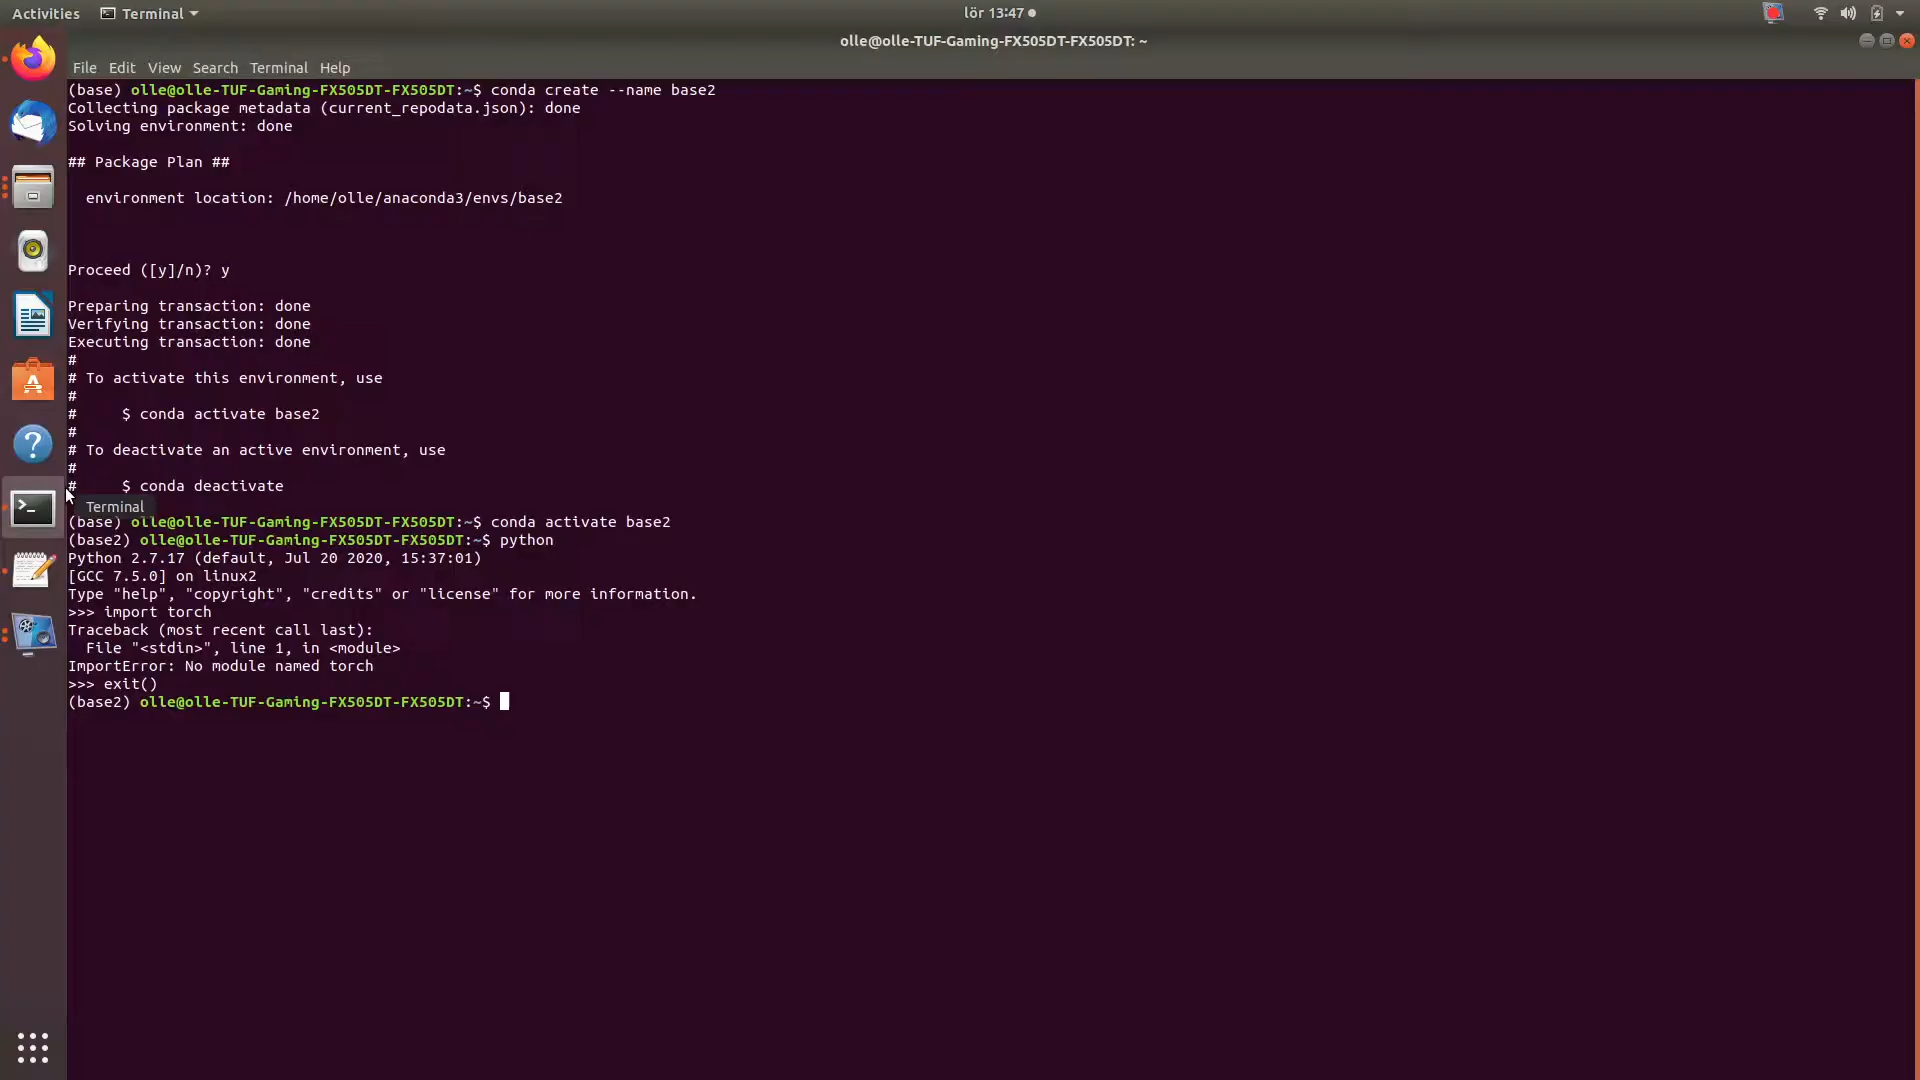 Activities
Terminal
lör 13:47
olle@olle-TUF-Gaming-FX505DT-FX505DT: ~
File Edit View Search Terminal Help
(base) olle@olle-TUF-Gaming-FX505DT-FX505DT:~$ conda create --name base2
Collecting package metadata (current_repodata.json): done
Solving environment: done
## Package Plan ##
environment location: /home/olle/anaconda3/envs/base2
Proceed ([y]/n)? y
Preparing transaction: done
Verifying transaction: done
Executing transaction: done
#
# To activate this environment, use
#
#     $ conda activate base2
#
# To deactivate an active environment, use
#
#     $ conda deactivate
Terminal
(base) olle@olle-TUF-Gaming-FX505DT-FX505DT:~$ conda activate base2
(base2) olle@olle-TUF-Gaming-FX505DT-FX505DT:~$ python
Python 2.7.17 (default, Jul 20 2020, 15:37:01)
[GCC 7.5.0] on linux2
Type "help", "copyright", "credits" or "license" for more information.
>>> import torch
Traceback (most recent call last):
  File "<stdin>", line 1, in <module>
ImportError: No module named torch
>>> exit()
(base2) olle@olle-TUF-Gaming-FX505DT-FX505DT:~$